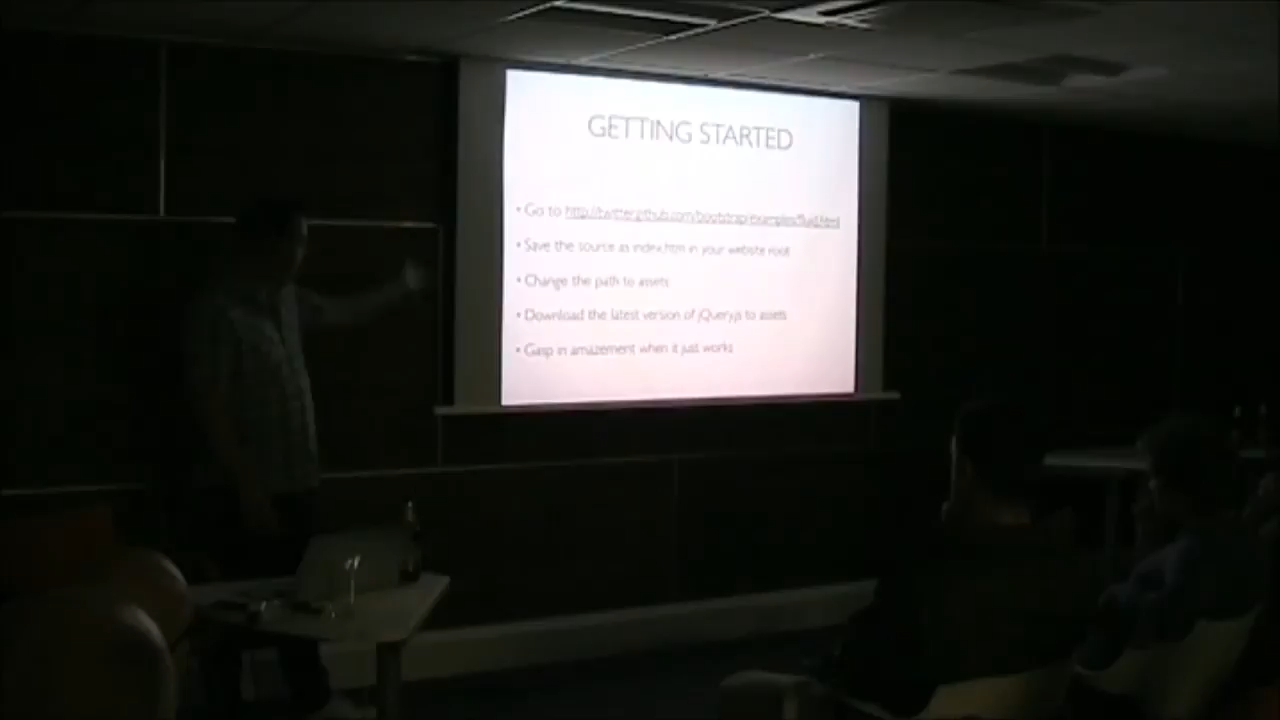 GETTING STARTED
• Go to http://twitter.github.com/bootstrap/examples/fluid.html
• Save the source as index.htm in your website root
• Change the path to assets
• Download the latest version of jQuery.js to assets
• Gasp in amazement when it just works